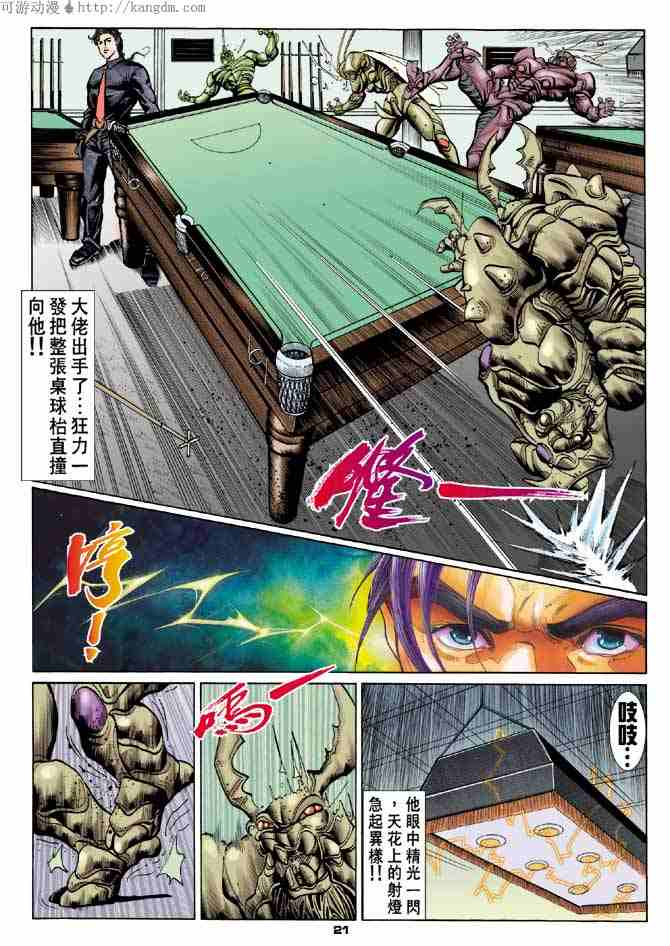 可游动漫 http://kangdm.com
大佬出手了…狂力一
發把整張桌球枱直撞
向他!!
哼!
嗚—
吱吱…
他眼中精光一閃
，天花上的射燈
急起異樣!!
21